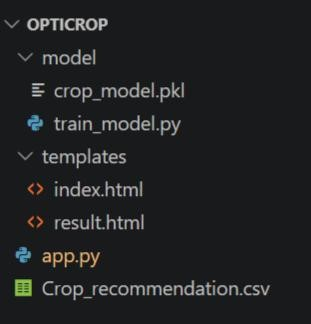 OPTICROP
model
crop_model.pkl
train_model.py
templates
index.html
result.html
app.py
Crop_recommendation.csv